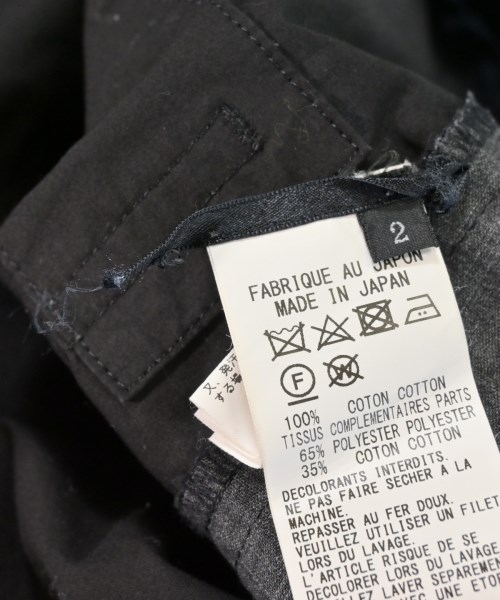 2
FABRIQUE AU JAPON
MADE IN JAPAN
F
W
100% COTON COTTON
TISSUS COMPLEMENTAIRES PARTS
65% POLYESTER POLYESTER
35% COTON COTTON
DECOLORANTS INTERDITS.
NE PAS FAIRE SECHER A LA
MACHINE.
REPASSER AU FER DOUX.
VEUILLEZ UTILISER UN FILET
LORS DU LAVAGE.
L'ARTICLE RISQUE DE SE
DECOLORER LORS DU LAVAGE
LAVER SEPAREMENT
AVEC UNE